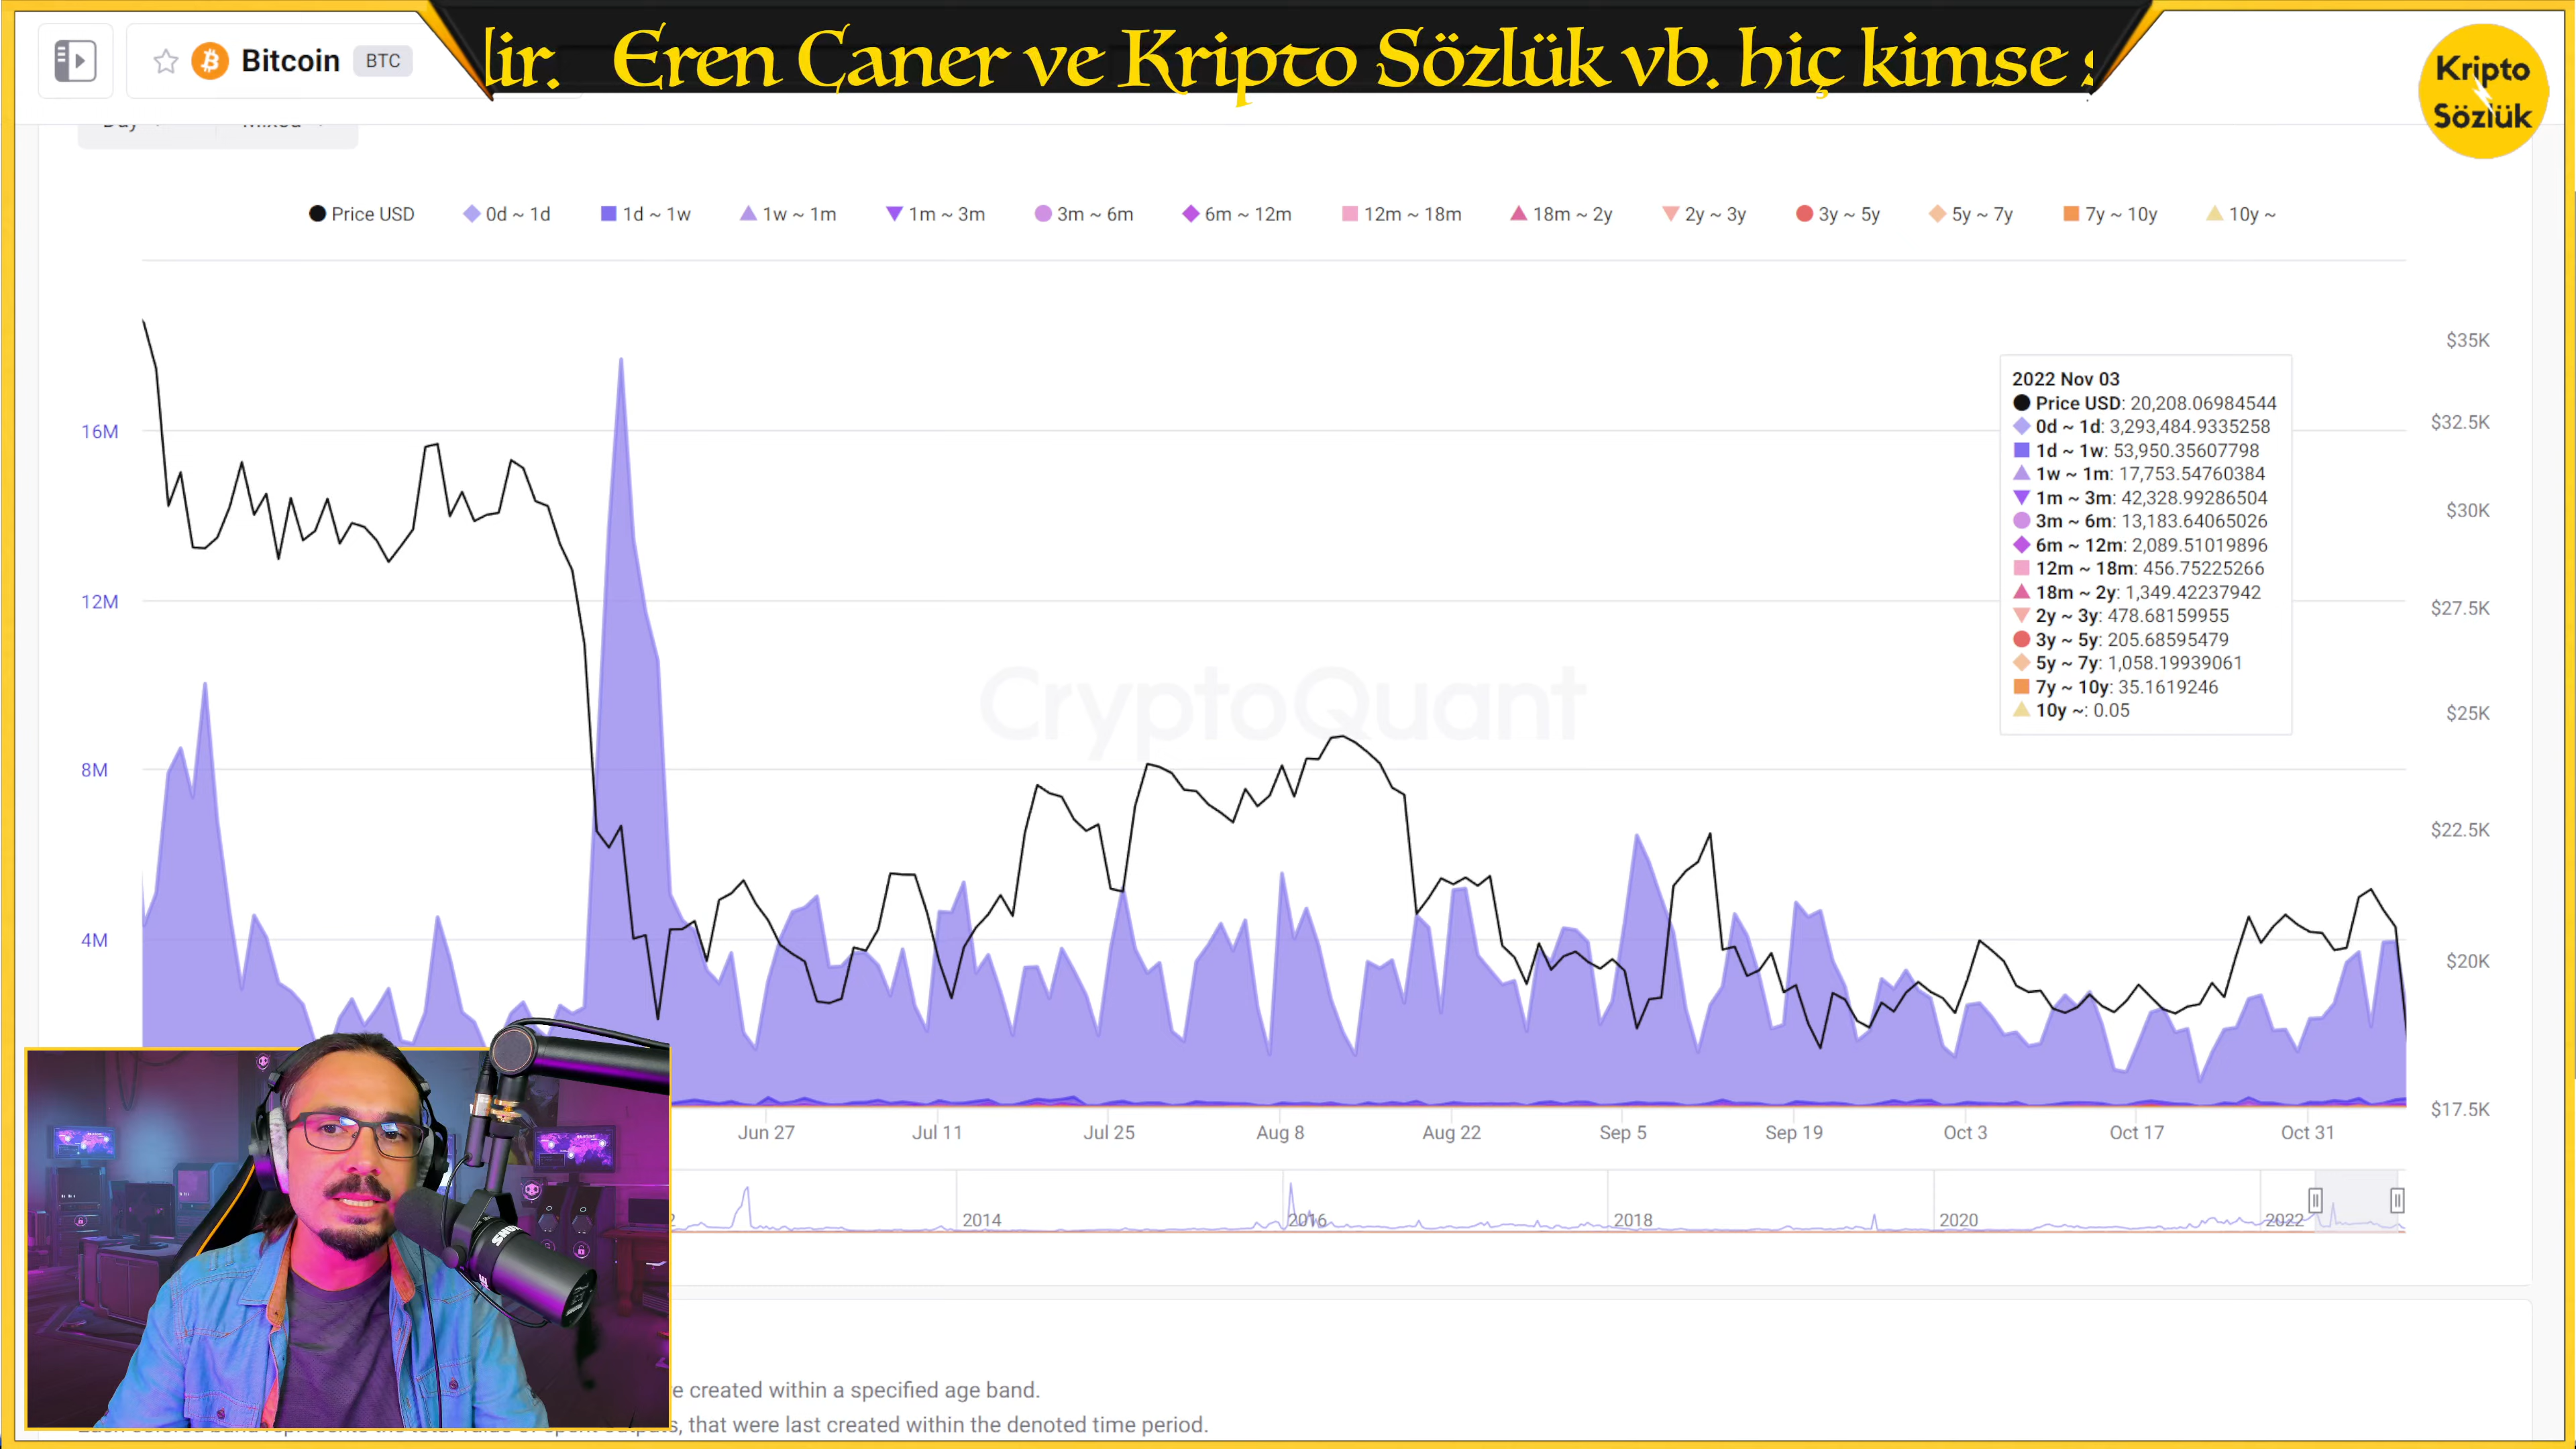 Bitcoin BTC
lir. Eren Caner ve Kripto Sözlük vb. hiç kimse
Kripto
Sözlük
Price USD 0d ~ 1d 1d ~ 1w 1w ~ 1m 1m ~ 3m 3m ~ 6m 6m ~ 12m 12m ~ 18m 18m ~ 2y 2y ~ 3y 3y ~ 5y 5y ~ 7y 7y ~ 10y 10y ~
16M
12M
8M
4M
$35K
$32.5K
$30K
$27.5K
$25K
$22.5K
$20K
$17.5K
2022 Nov 03
Price USD: 20,208.06984544
0d ~ 1d: 3,293,484.9335258
1d ~ 1w: 53,950.35607798
1w ~ 1m: 17,753.54760384
1m ~ 3m: 42,328.99286504
3m ~ 6m: 13,183.64065026
6m ~ 12m: 2,089.51019896
12m ~ 18m: 456.75225266
18m ~ 2y: 1,349.42237942
2y ~ 3y: 478.68159955
3y ~ 5y: 205.68595479
5y ~ 7y: 1,058.19939061
7y ~ 10y: 35.1619246
10y ~: 0.05
CryptoQuant
Jun 27 Jul 11 Jul 25 Aug 8 Aug 22 Sep 5 Sep 19 Oct 3 Oct 17 Oct 31
2014 2016 2018 2020 2022
e created within a specified age band.
s, that were last created within the denoted time period.